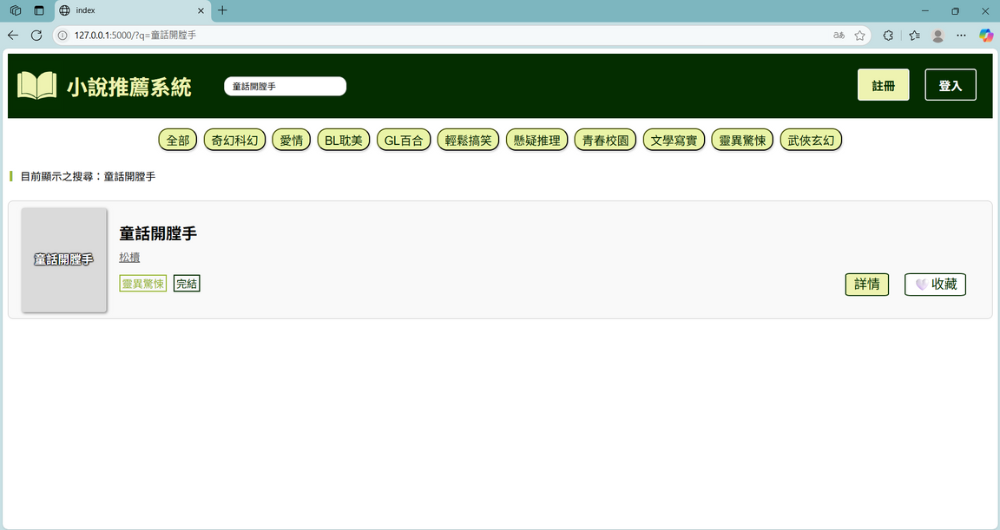 index
127.0.0.1:5000/?q=童話開膛手
小說推薦系統
童話開膛手
註冊
登入
全部
奇幻科幻
愛情
BL耽美
GL百合
輕鬆搞笑
懸疑推理
青春校園
文學寫實
靈異驚悚
武俠玄幻
目前顯示之搜尋：童話開膛手
童話開膛手
童話開膛手
松櫝
靈異驚悚
完結
詳情
收藏